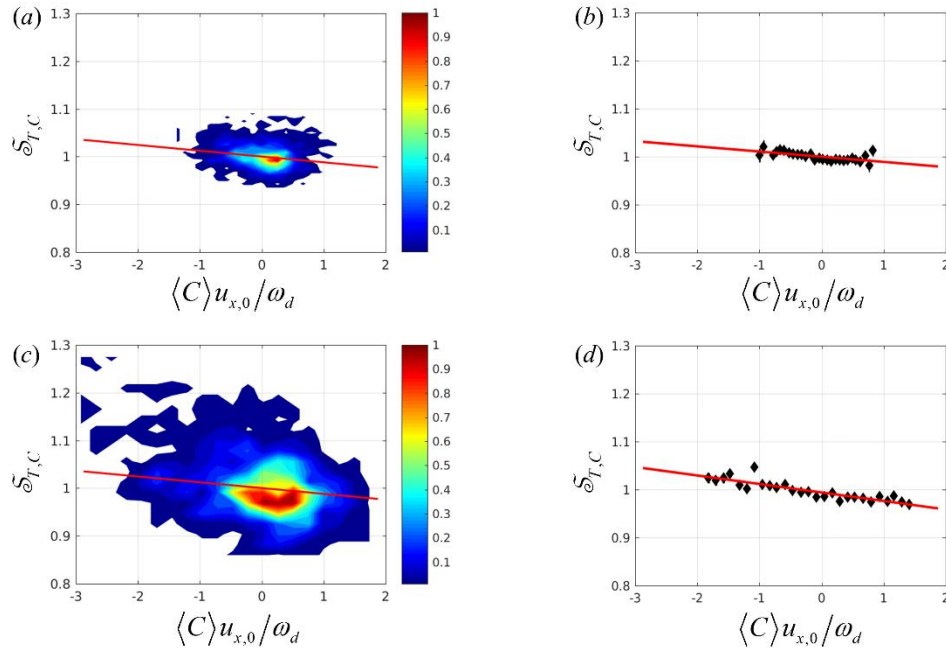 (a)
1.3
1.2
1.1
1
0.9
0.8
-3 -2 -1 0 1 2
S̃_{T,C}
⟨C⟩u_{x,0}/ω_d
1
0.9
0.8
0.7
0.6
0.5
0.4
0.3
0.2
0.1
(b)
1.3
1.2
1.1
1
0.9
0.8
-3 -2 -1 0 1 2
S̃_{T,C}
⟨C⟩u_{x,0}/ω_d
(c)
1.3
1.2
1.1
1
0.9
0.8
-3 -2 -1 0 1 2
S̃_{T,C}
⟨C⟩u_{x,0}/ω_d
1
0.9
0.8
0.7
0.6
0.5
0.4
0.3
0.2
0.1
(d)
1.3
1.2
1.1
1
0.9
0.8
-3 -2 -1 0 1 2
S̃_{T,C}
⟨C⟩u_{x,0}/ω_d